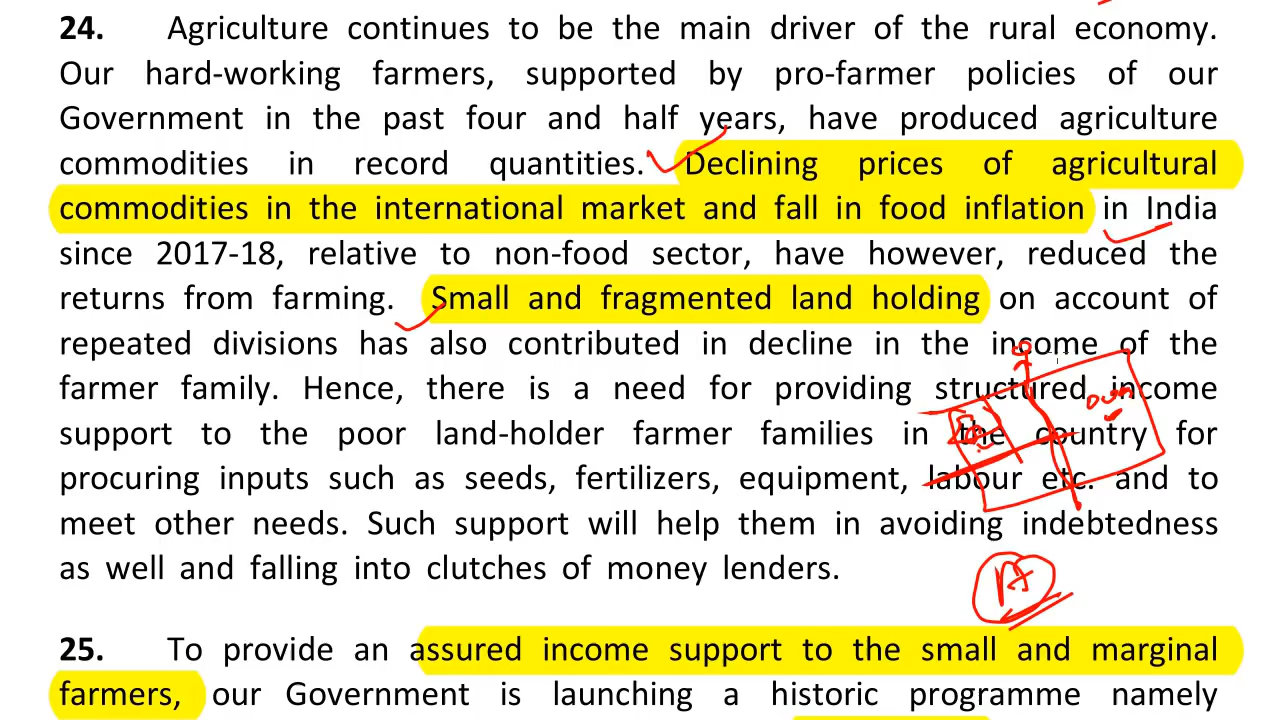 24. Agriculture continues to be the main driver of the rural economy.
Our hard-working farmers, supported by pro-farmer policies of our
Government in the past four and half years, have produced agriculture
commodities in record quantities. Declining prices of agricultural
commodities in the international market and fall in food inflation in India
since 2017-18, relative to non-food sector, have however, reduced the
returns from farming. Small and fragmented land holding on account of
repeated divisions has also contributed in decline in the income of the
farmer family. Hence, there is a need for providing structured income
support to the poor land-holder farmer families in the country for
procuring inputs such as seeds, fertilizers, equipment, labour etc. and to
meet other needs. Such support will help them in avoiding indebtedness
as well and falling into clutches of money lenders.
25. To provide an assured income support to the small and marginal
farmers, our Government is launching a historic programme namely